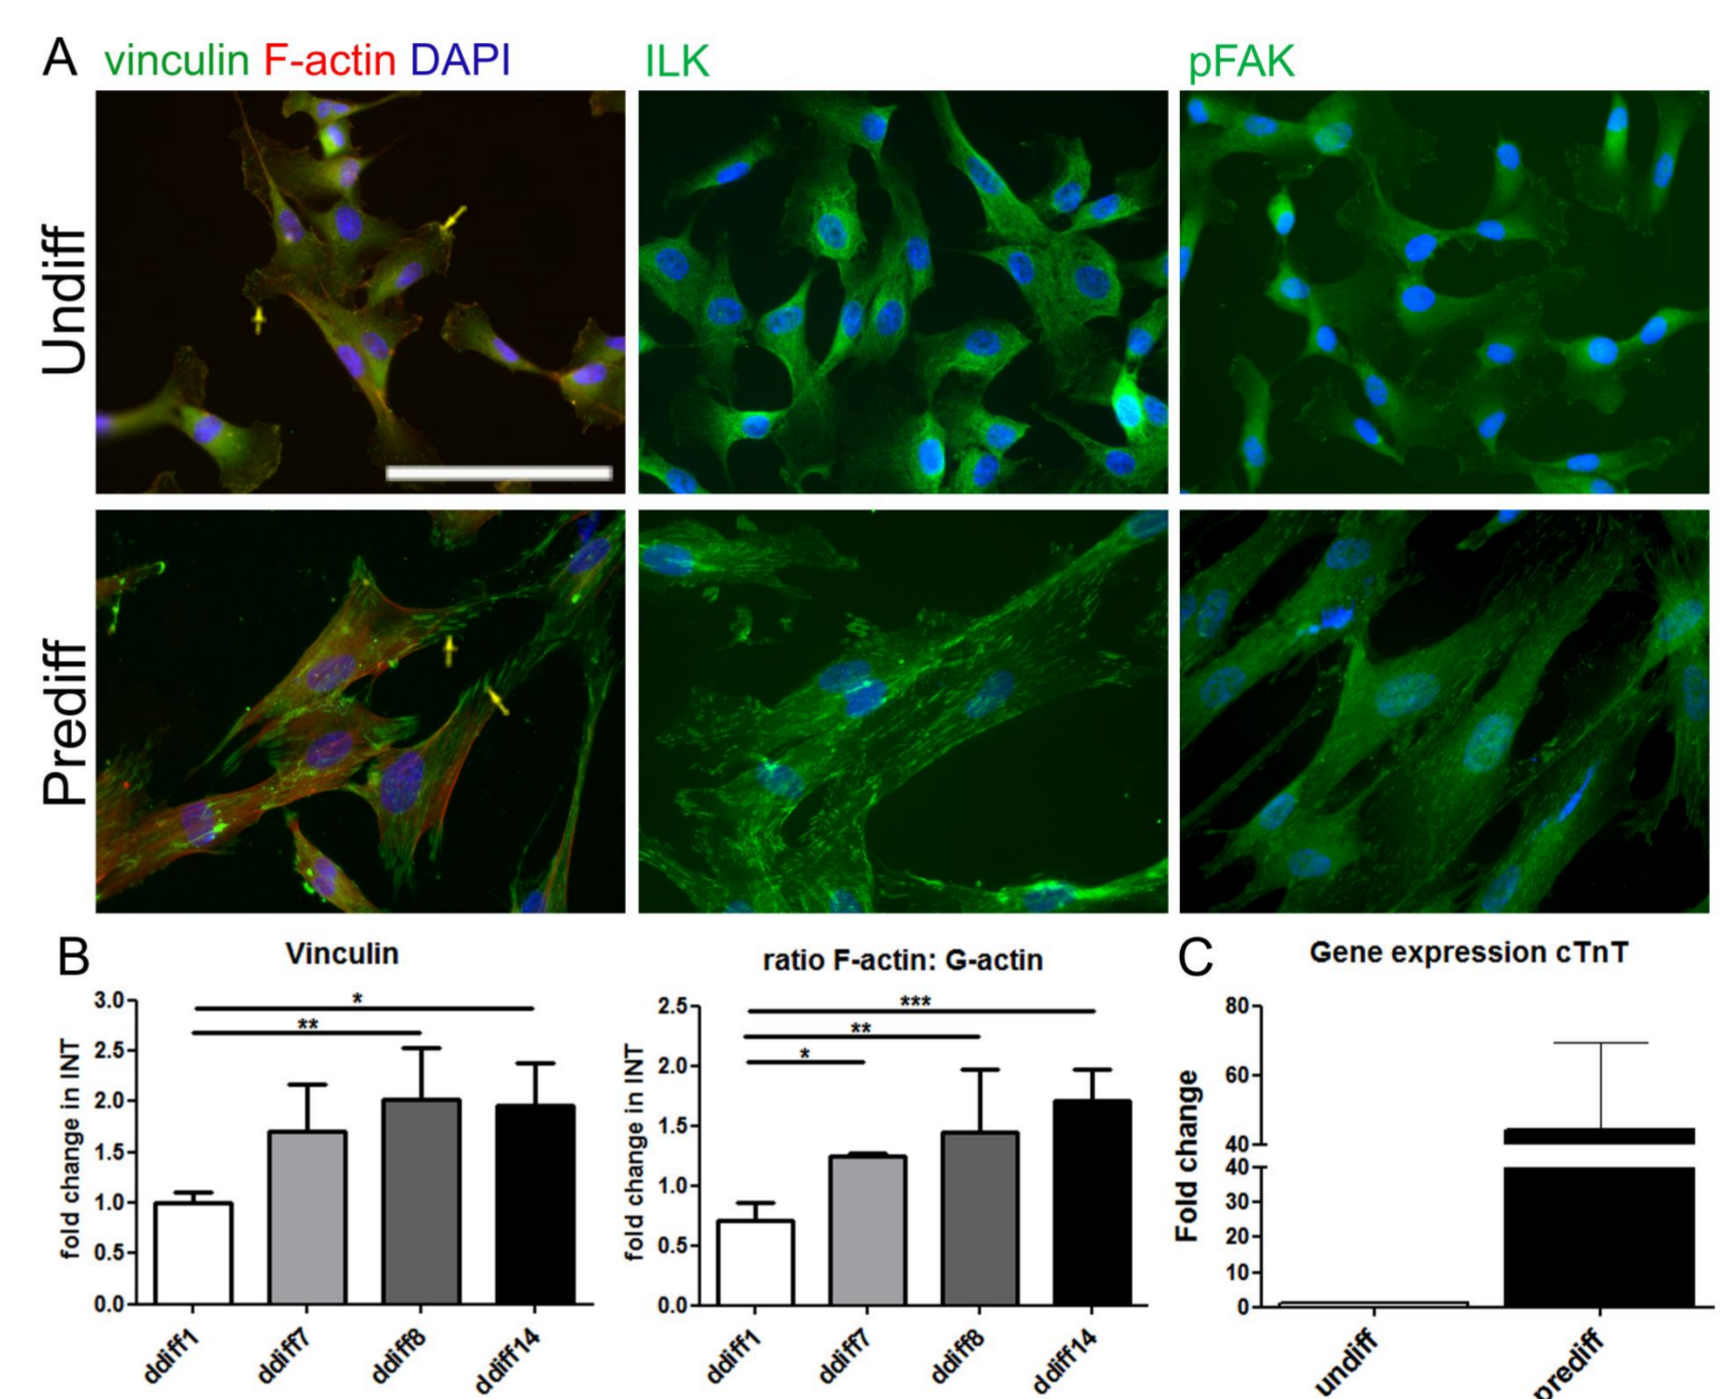 A vinculin F-actin DAPI ILK pFAK
Undiff
Prediff
B Vinculin ratio F-actin: G-actin C Gene expression cTnT
fold change in INT
3.0
2.5
2.0
1.5
1.0
0.5
0.0
*
**
ddiff1 ddiff7 ddiff8 ddiff14
fold change in INT
2.5
2.0
1.5
1.0
0.5
0.0
***
**
*
ddiff1 ddiff7 ddiff8 ddiff14
Fold change
80
60
40
40
30
20
10
0
undiff prediff